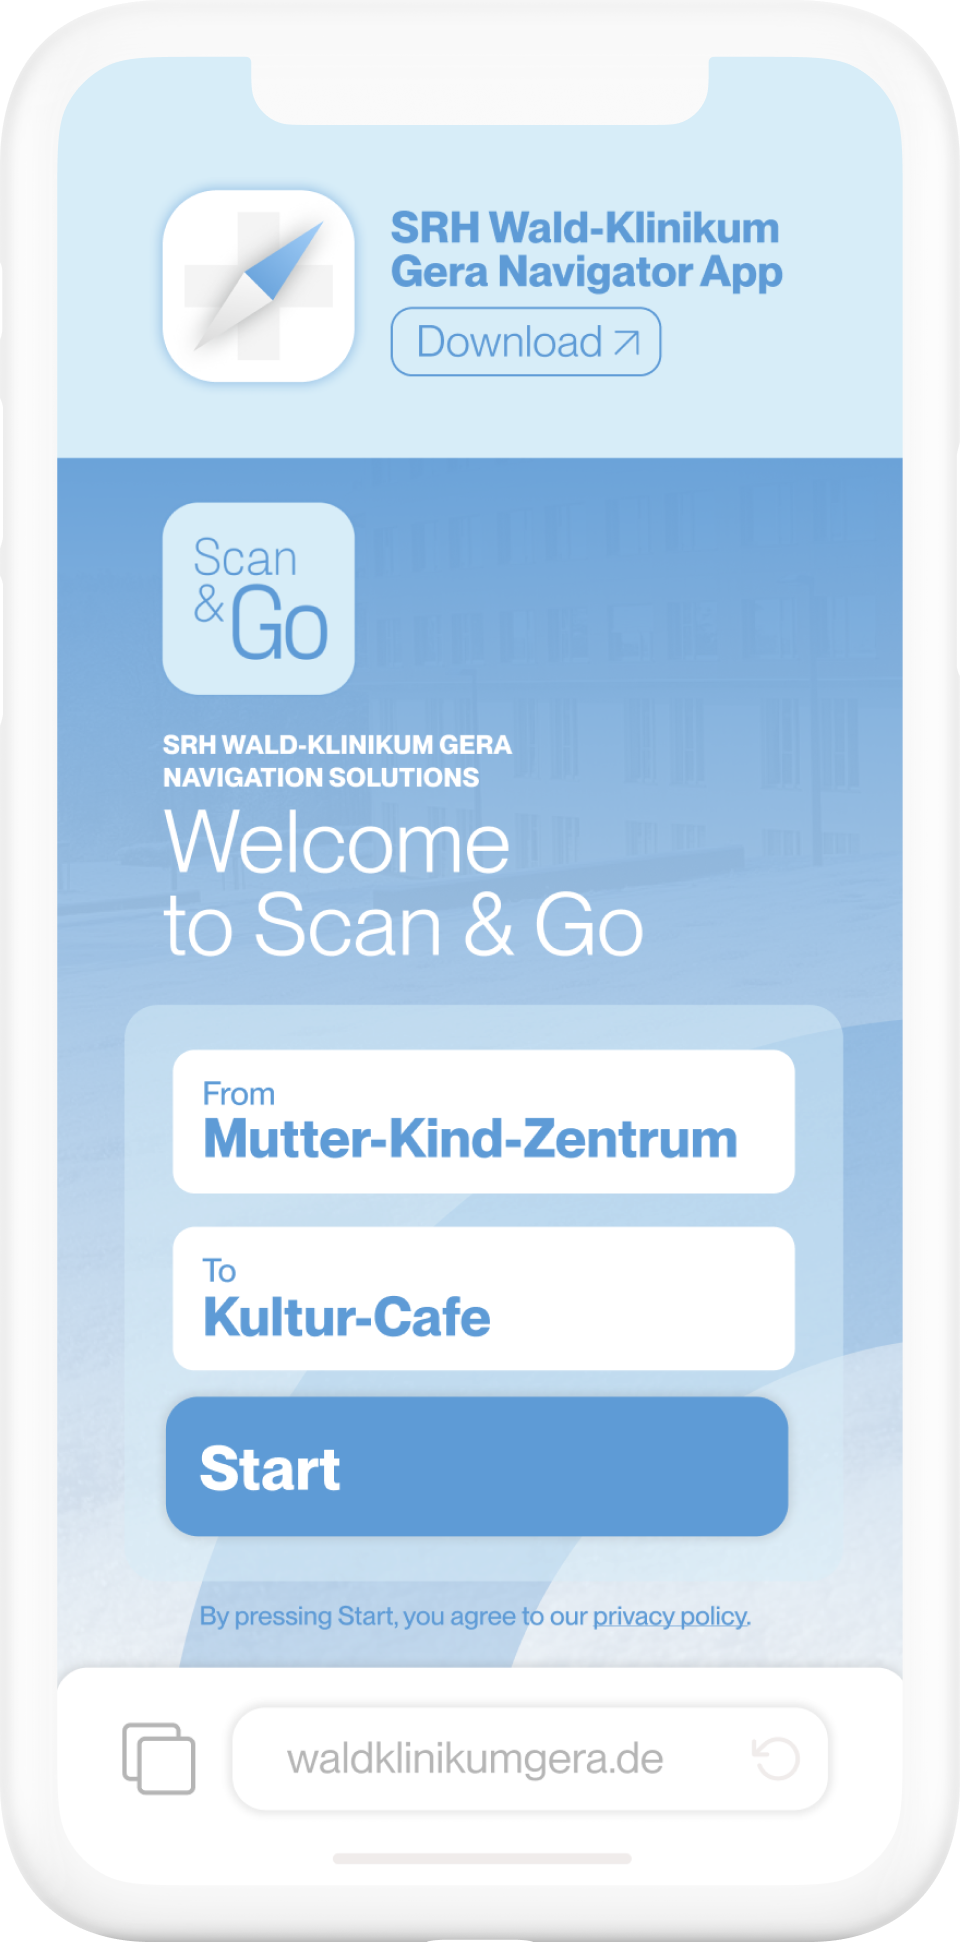 SRH Wald-Klinikum
Gera Navigator App
Download
Scan
& Go
SRH WALD-KLINIKUM GERA
NAVIGATION SOLUTIONS
Welcome
to Scan & Go
From
Mutter-Kind-Zentrum
To
Kultur-Cafe
Start
By pressing Start, you agree to our privacy policy.
waldklinikumgera.de